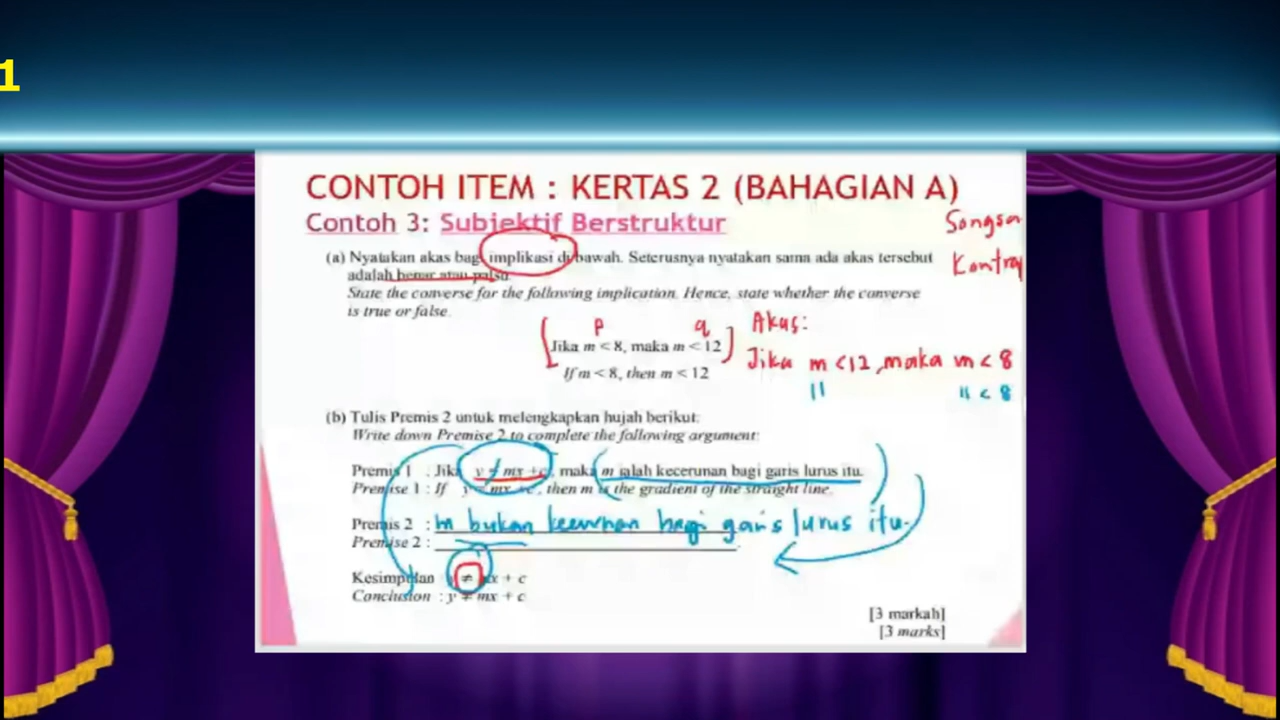 1
CONTOH ITEM : KERTAS 2 (BAHAGIAN A)
Contoh 3: Subjektif Berstruktur
Songsa
Kontra
(a) Nyatakan akas bagi implikasi di bawah. Seterusnya nyatakan sama ada akas tersebut
adalah benar atau palsu.
State the converse for the following implication. Hence, state whether the converse
is true or false.
p q
Akas:
Jika m < 8, maka m < 12
Jika m < 12, maka m < 8
If m < 8, then m < 12
11 11 < 8
(b) Tulis Premis 2 untuk melengkapkan hujah berikut:
Write down Premise 2 to complete the following argument:
Premis 1 : Jika y = mx + c, maka m ialah kecerunan bagi garis lurus itu.
Premise 1 : If y = mx + c, then m is the gradient of the straight line.
Premis 2 : m bukan kecerunan bagi garis lurus itu.
Premise 2 :
Kesimpulan : y ≠ mx + c
Conclusion : y ≠ mx + c
[3 markah]
[3 marks]